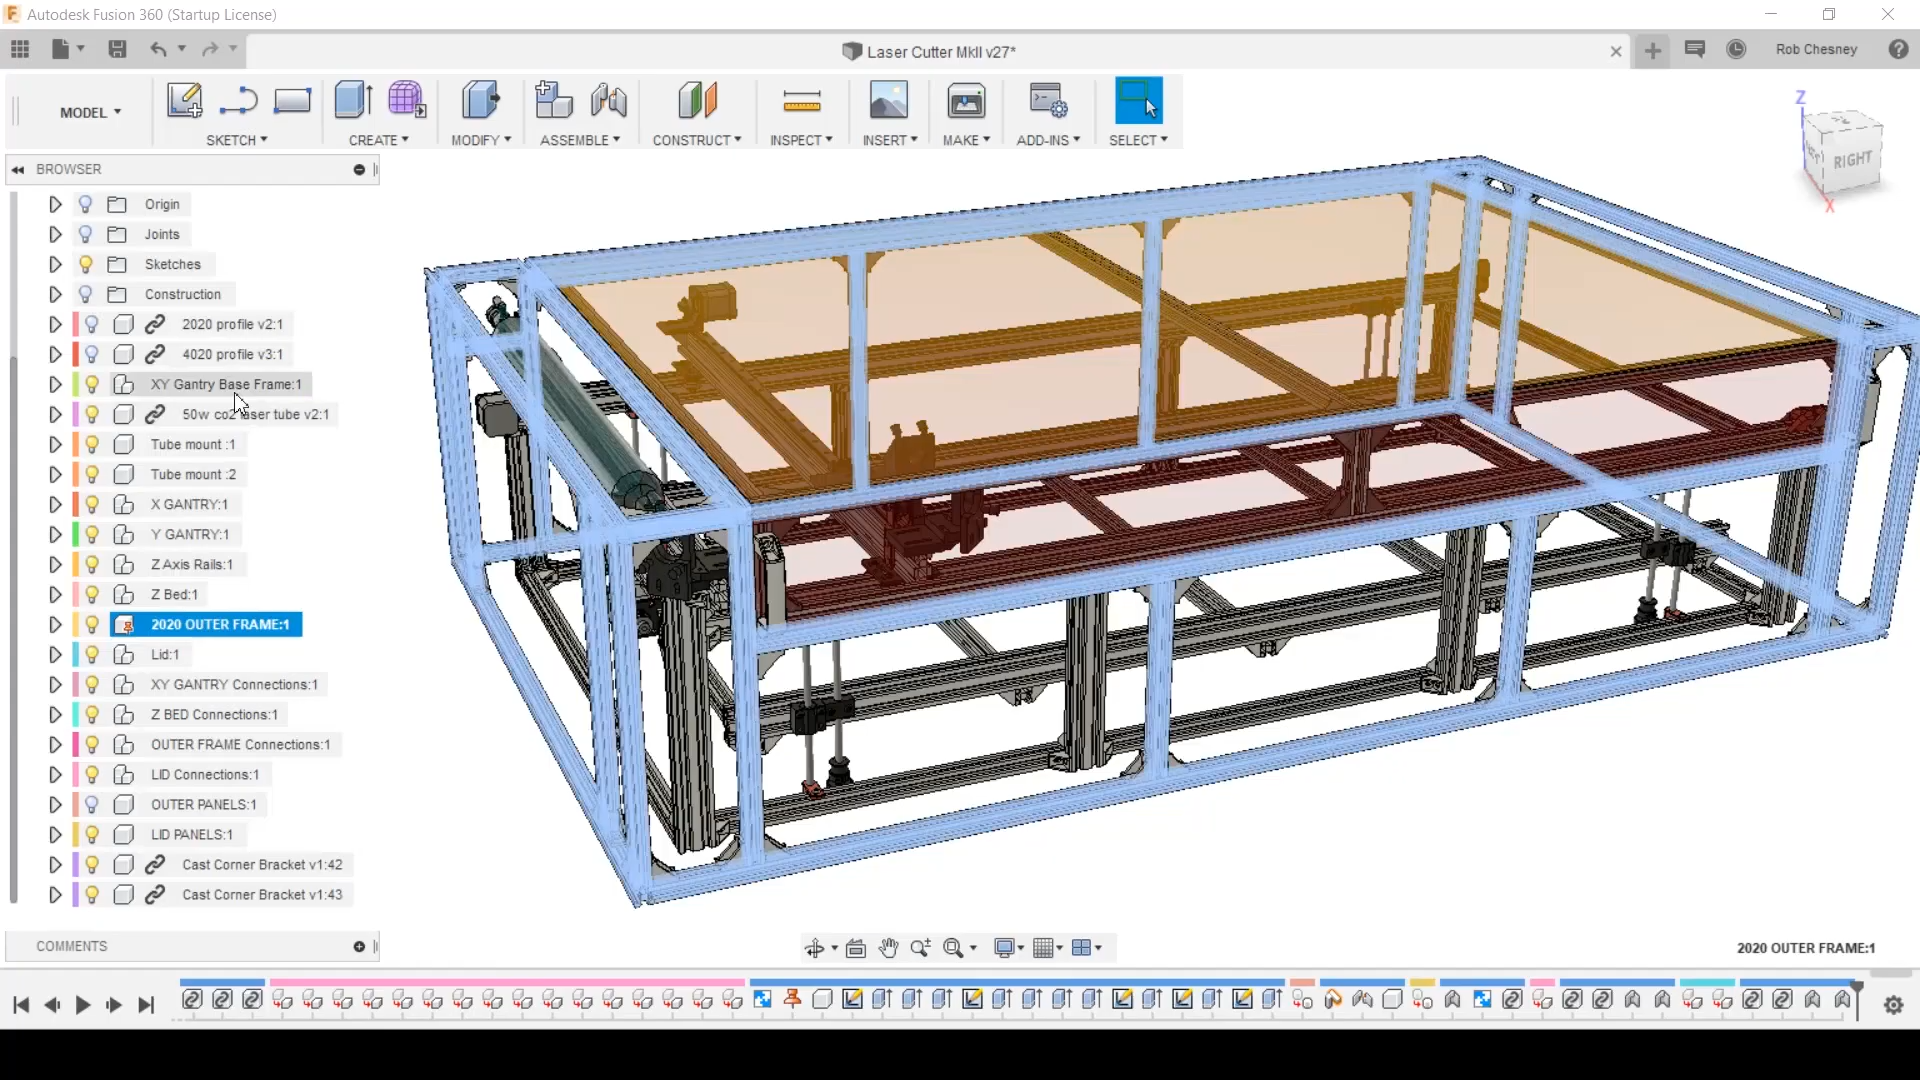 Autodesk Fusion 360 (Startup License)
Laser Cutter MkII v27*
Rob Chesney
MODEL
SKETCH
CREATE
MODIFY
ASSEMBLE
CONSTRUCT
INSPECT
INSERT
MAKE
ADD-INS
SELECT
Z
RIGHT
X
BROWSER
Origin
Joints
Sketches
Construction
2020 profile v2:1
4020 profile v3:1
XY Gantry Base Frame:1
50w co2 laser tube v2:1
Tube mount :1
Tube mount :2
X GANTRY:1
Y GANTRY:1
Z Axis Rails:1
Z Bed:1
2020 OUTER FRAME:1
Lid:1
XY GANTRY Connections:1
Z BED Connections:1
OUTER FRAME Connections:1
LID Connections:1
OUTER PANELS:1
LID PANELS:1
Cast Corner Bracket v1:42
Cast Corner Bracket v1:43
COMMENTS
2020 OUTER FRAME:1